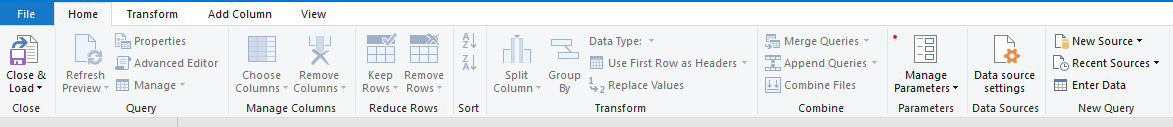 File Home Transform Add Column View
Close & Load
Close
Refresh Preview
Properties
Advanced Editor
Manage
Query
Choose Columns
Remove Columns
Manage Columns
Keep Rows
Remove Rows
Reduce Rows
A Z
Z A
Sort
Split Column
Group By
Data Type:
Use First Row as Headers
1 2 Replace Values
Transform
Merge Queries
Append Queries
Combine Files
Combine
Manage Parameters
Parameters
Data source settings
Data Sources
New Source
Recent Sources
Enter Data
New Query